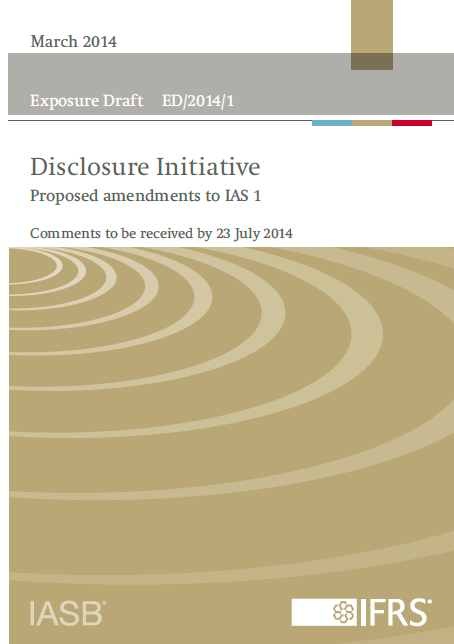 March 2014
Exposure Draft ED/2014/1
Disclosure Initiative
Proposed amendments to IAS 1
Comments to be received by 23 July 2014
IASB®
IFRS®